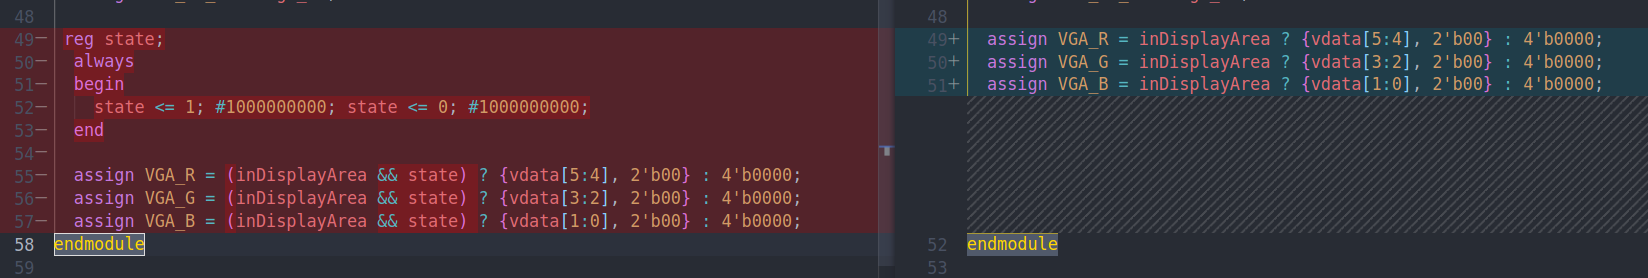 48
49− reg state;
50− always
51− begin
52− state <= 1; #1000000000; state <= 0; #1000000000;
53− end
54−
55− assign VGA_R = (inDisplayArea && state) ? {vdata[5:4], 2'b00} : 4'b0000;
56− assign VGA_G = (inDisplayArea && state) ? {vdata[3:2], 2'b00} : 4'b0000;
57− assign VGA_B = (inDisplayArea && state) ? {vdata[1:0], 2'b00} : 4'b0000;
58 endmodule
59
48
49+ assign VGA_R = inDisplayArea ? {vdata[5:4], 2'b00} : 4'b0000;
50+ assign VGA_G = inDisplayArea ? {vdata[3:2], 2'b00} : 4'b0000;
51+ assign VGA_B = inDisplayArea ? {vdata[1:0], 2'b00} : 4'b0000;
52 endmodule
53